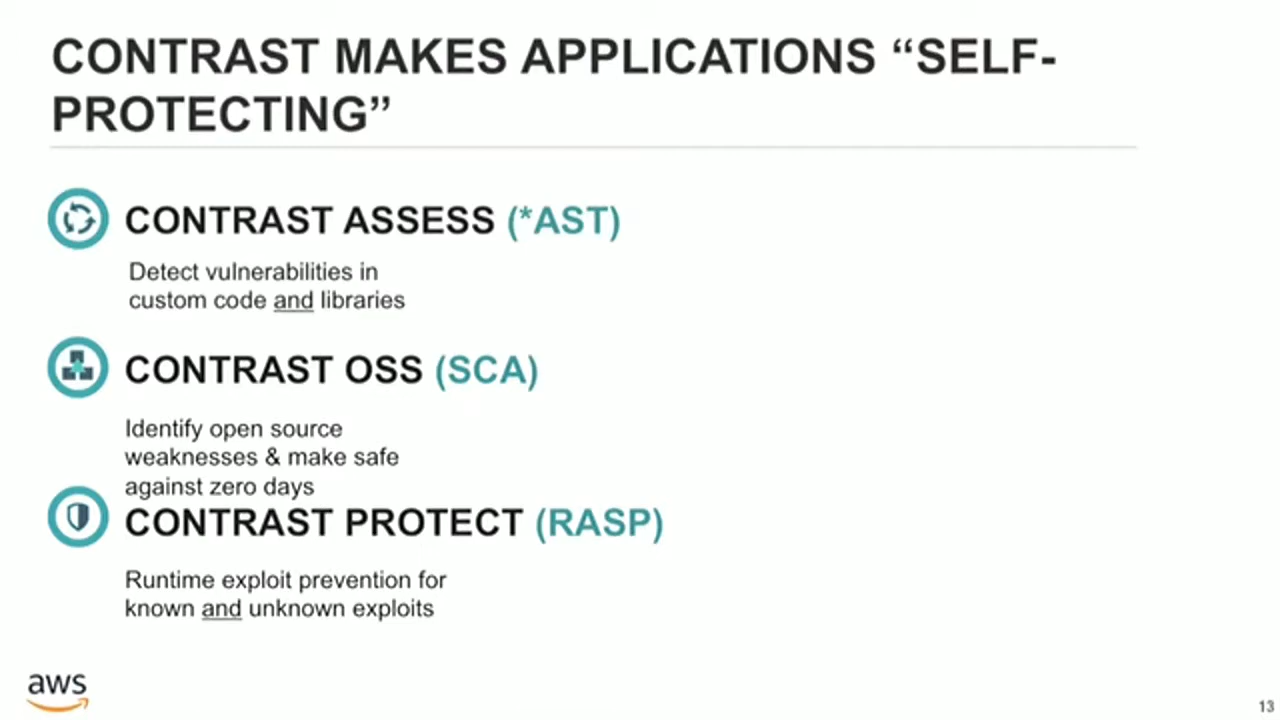 CONTRAST MAKES APPLICATIONS “SELF-
PROTECTING”
CONTRAST ASSESS (*AST)
Detect vulnerabilities in
custom code and libraries
CONTRAST OSS (SCA)
Identify open source
weaknesses & make safe
against zero days
CONTRAST PROTECT (RASP)
Runtime exploit prevention for
known and unknown exploits
aws
13